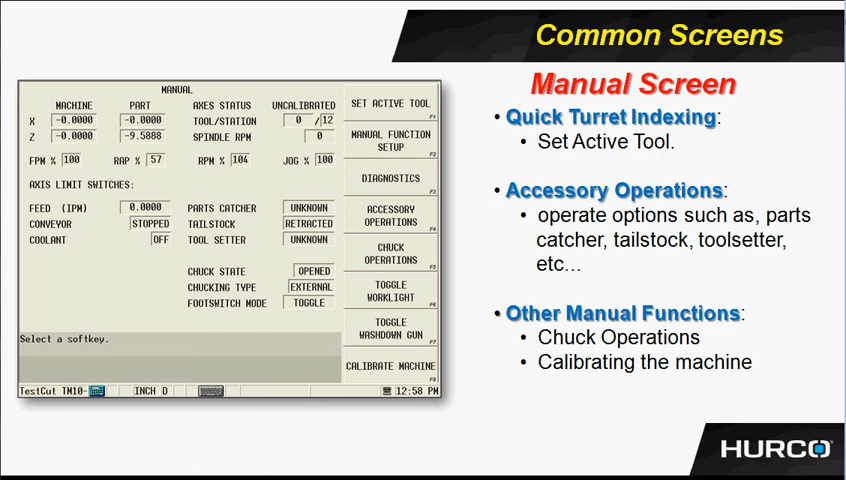 Common Screens
Manual Screen
• Quick Turret Indexing:
• Set Active Tool.
• Accessory Operations:
• operate options such as, parts
catcher, tailstock, toolsetter,
etc...
• Other Manual Functions:
• Chuck Operations
• Calibrating the machine
MANUAL
MACHINE PART AXES STATUS UNCALIBRATED
X -0.0000 -0.0000 TOOL/STATION 0 /12
Z -0.0000 -9.5888 SPINDLE RPM 0
FPM % 100 RAP % 57 RPM % 104 JOG % 100
AXIS LIMIT SWITCHES:
FEED (IPM) 0.0000 PARTS CATCHER UNKNOWN
CONVEYOR STOPPED TAILSTOCK RETRACTED
COOLANT OFF TOOL SETTER UNKNOWN
CHUCK STATE OPENED
CHUCKING TYPE EXTERNAL
FOOTSWITCH MODE TOGGLE
Select a softkey.
SET ACTIVE TOOL
F1
MANUAL FUNCTION
SETUP
F2
DIAGNOSTICS
F3
ACCESSORY
OPERATIONS
F4
CHUCK
OPERATIONS
F5
TOGGLE
WORKLIGHT
F6
TOGGLE
WASHDOWN GUN
F7
CALIBRATE MACHINE
F8
TestCut TM10- INCH D 12:58 PM
HURCO